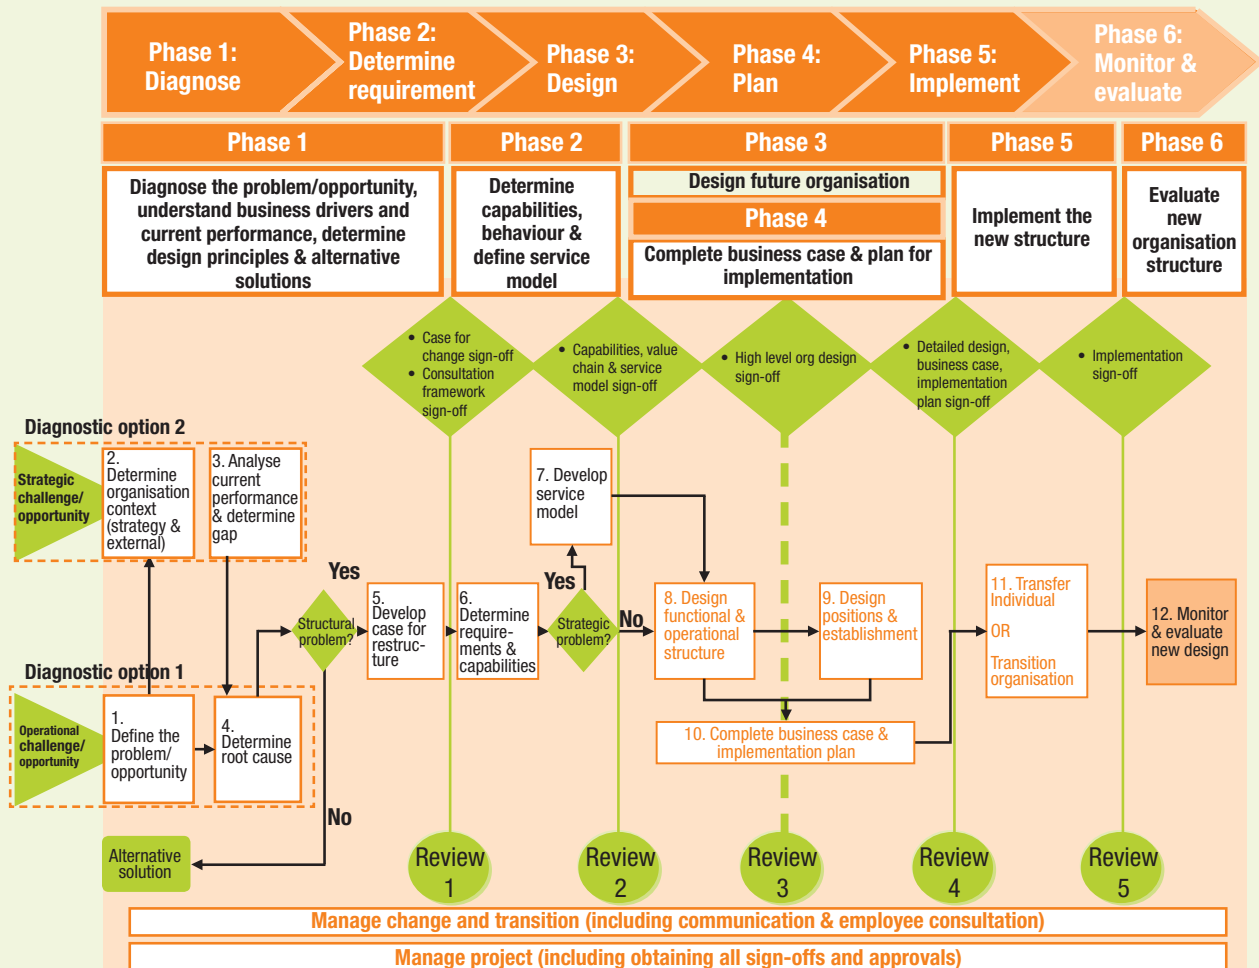 Phase 1:
Diagnose
Phase 2:
Determine
requirement
Phase 3:
Design
Phase 4:
Plan
Phase 5:
Implement
Phase 6:
Monitor &
evaluate
Phase 1
Phase 2
Phase 3
Phase 5
Phase 6
Diagnose the problem/opportunity,
understand business drivers and
current performance, determine
design principles & alternative
solutions
Determine
capabilities,
behaviour &
define service
model
Design future organisation
Phase 4
Complete business case & plan for
implementation
Implement the
new structure
Evaluate
new
organisation
structure
• Case for
change sign-off
• Consultation
framework
sign-off
• Capabilities, value
chain & service
model sign-off
• High level org design
sign-off
• Detailed design,
business case,
implementation
plan sign-off
• Implementation
sign-off
Diagnostic option 2
Strategic
challenge/
opportunity
2.
Determine
organisation
context
(strategy &
external)
3. Analyse
current
performance
& determine
gap
7. Develop
service
model
Yes
Structural
problem?
No
5.
Develop
case for
restruc-
ture
6.
Determine
require-
ments &
capabilities
Yes
Strategic
problem?
No
8. Design
functional &
operational
structure
9. Design
positions &
establishment
11. Transfer
Individual
OR
Transition
organisation
12. Monitor
& evaluate
new design
Diagnostic option 1
Operational
challenge/
opportunity
1.
Define the
problem/
opportunity
4.
Determine
root cause
10. Complete business case &
implementation plan
Alternative
solution
Review
1
Review
2
Review
3
Review
4
Review
5
Manage change and transition (including communication & employee consultation)
Manage project (including obtaining all sign-offs and approvals)